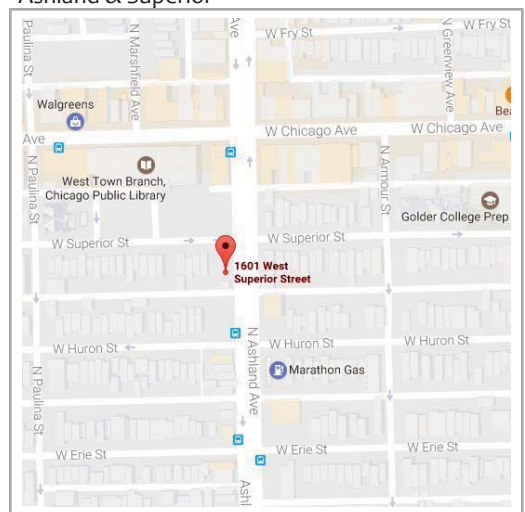 Ashland & Superior
Paulina St
N Marshfield Ave
Ave
W Fry St
W Fry St
N Greenview Ave
Walgreens
Bea
Ave
W Chicago Ave
W Chicago Ave
N Paulina St
West Town Branch,
Chicago Public Library
N Armour St
Golder College Prep
W Superior St
W Superior St
1601 West
Superior Street
W Huron St
N Ashland Ave
W Huron St
Marathon Gas
N Paulina St
W Erie St
W Erie St
W Erie St
Ashl